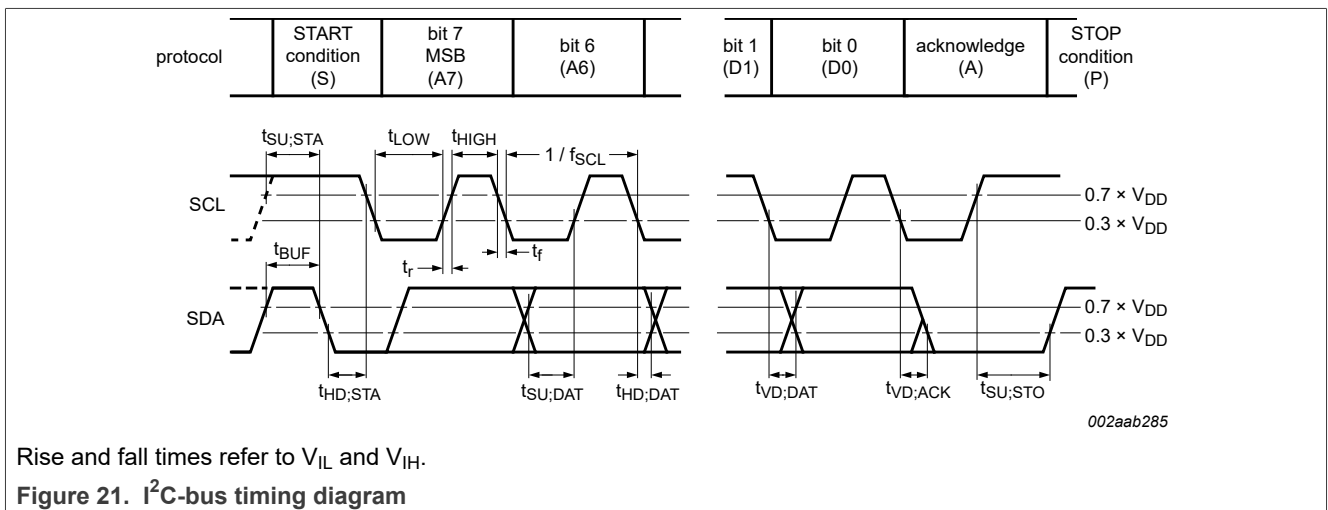 protocol
START
condition
(S)
bit 7
MSB
(A7)
bit 6
(A6)
bit 1
(D1)
bit 0
(D0)
acknowledge
(A)
STOP
condition
(P)
tSU;STA
tLOW
tHIGH
1 / fSCL
SCL
0.7 × VDD
0.3 × VDD
tBUF
tr
tf
SDA
0.7 × VDD
0.3 × VDD
tHD;STA
tSU;DAT
tHD;DAT
tVD;DAT
tVD;ACK
tSU;STO
002aab285
Rise and fall times refer to VIL and VIH.
Figure 21. I²C-bus timing diagram